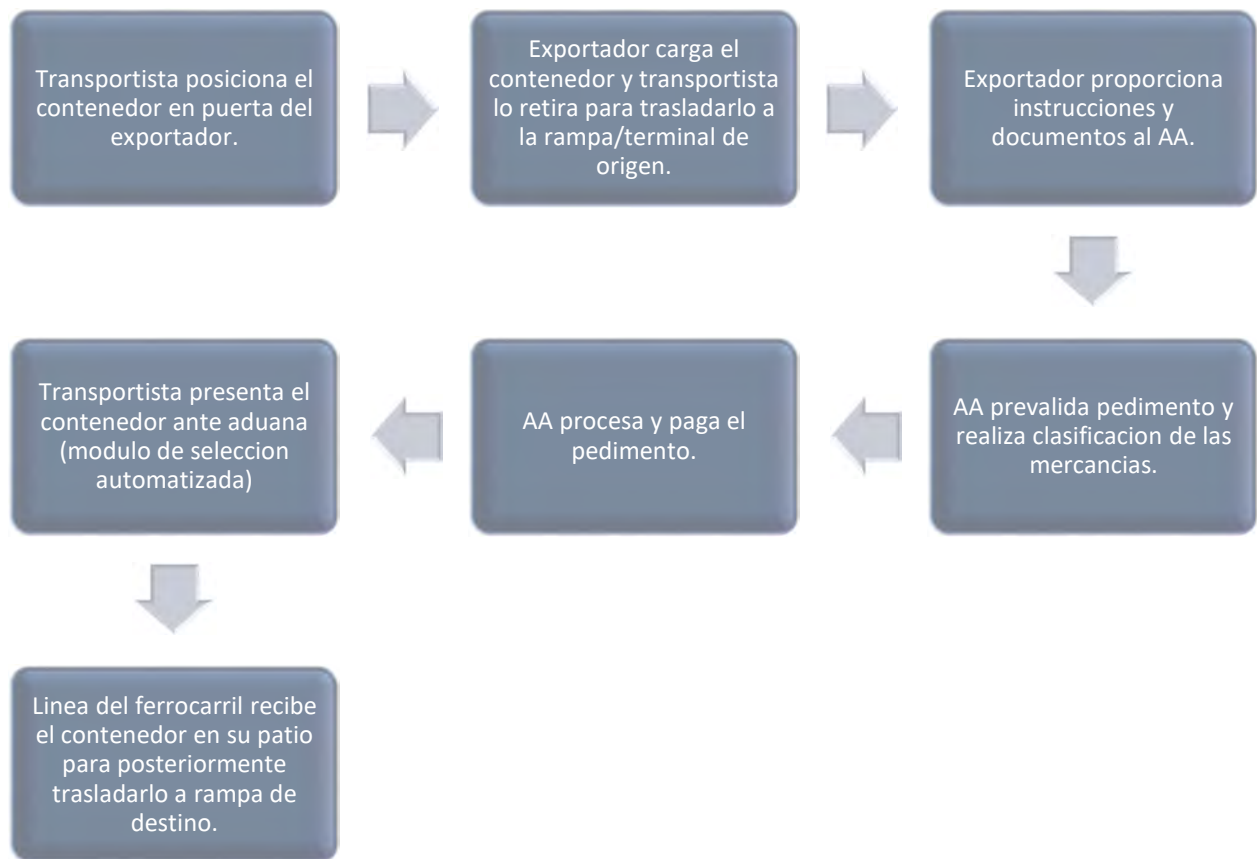 Transportista posiciona el
contenedor en puerta del
exportador.
Exportador carga el
contenedor y transportista
lo retira para trasladarlo a
la rampa/terminal de
origen.
Exportador proporciona
instrucciones y
documentos al AA.
AA prevalida pedimento y
realiza clasificacion de las
mercancias.
AA procesa y paga el
pedimento.
Transportista presenta el
contenedor ante aduana
(modulo de seleccion
automatizada)
Linea del ferrocarril recibe
el contenedor en su patio
para posteriormente
trasladarlo a rampa de
destino.